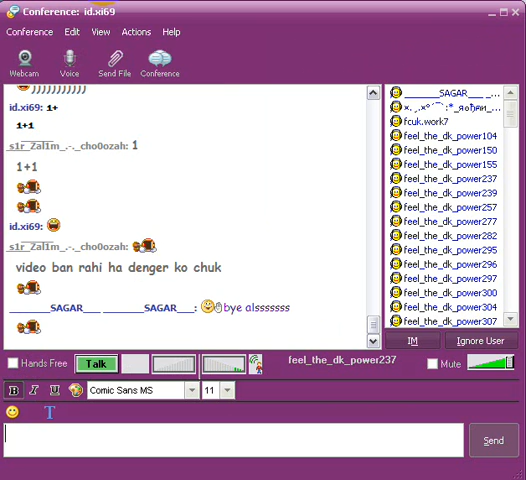 Conference: id.xi69
Conference Edit View Actions Help
Webcam Voice Send File Conference
)))))))))))
id.xi69: 1+
1+1
s1r_Zal1m_.-._cho0ozah: 1
1+1
id.xi69:
s1r_Zal1m_.-._cho0ozah:
video ban rahi ha denger ko chuk
______SAGAR___ ______SAGAR___: bye alsssssss
______SAGAR___ _...
fcuk.work7
feel_the_dk_power104
feel_the_dk_power150
feel_the_dk_power155
feel_the_dk_power237
feel_the_dk_power239
feel_the_dk_power257
feel_the_dk_power277
feel_the_dk_power282
feel_the_dk_power295
feel_the_dk_power296
feel_the_dk_power297
feel_the_dk_power300
feel_the_dk_power304
feel_the_dk_power307
IM Ignore User
Hands Free Talk feel_the_dk_power237 Mute
B I U Comic Sans MS 11
T
Send